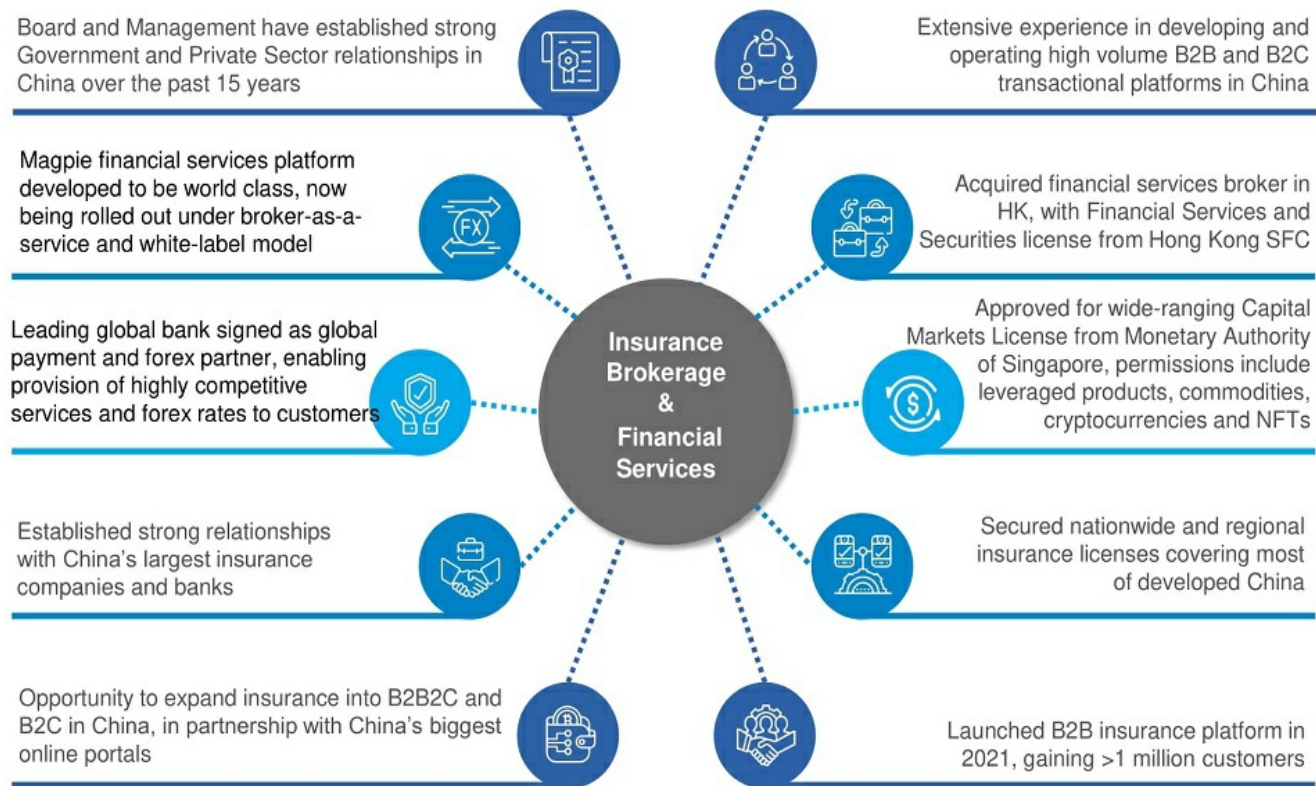 Board and Management have established strong
Government and Private Sector relationships in
China over the past 15 years
Extensive experience in developing and
operating high volume B2B and B2C
transactional platforms in China
Magpie financial services platform
developed to be world class, now
being rolled out under broker-as-a-
service and white-label model
FX
Acquired financial services broker in
HK, with Financial Services and
Securities license from Hong Kong SFC
Leading global bank signed as global
payment and forex partner, enabling
provision of highly competitive
services and forex rates to customers
Insurance
Brokerage
&
Financial
Services
$
Approved for wide-ranging Capital
Markets License from Monetary Authority
of Singapore, permissions include
leveraged products, commodities,
cryptocurrencies and NFTs
Established strong relationships
with China’s largest insurance
companies and banks
Secured nationwide and regional
insurance licenses covering most
of developed China
Opportunity to expand insurance into B2B2C and
B2C in China, in partnership with China’s biggest
online portals
B
Launched B2B insurance platform in
2021, gaining >1 million customers